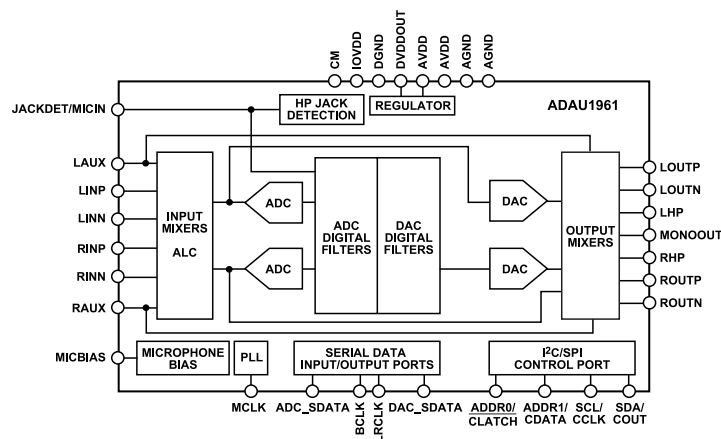 CM
IOVDD
DGND
DVDDOUT
AVDD
AVDD
AGND
AGND
JACKDET/MICIN
HP JACK
DETECTION
REGULATOR
ADAU1961
LAUX
LINP
LINN
RINP
RINN
RAUX
INPUT
MIXERS
ALC
ADC
ADC
ADC
DIGITAL
FILTERS
DAC
DIGITAL
FILTERS
DAC
DAC
OUTPUT
MIXERS
LOUTP
LOUTN
LHP
MONOOUT
RHP
ROUTP
ROUTN
MICBIAS
MICROPHONE
BIAS
PLL
SERIAL DATA
INPUT/OUTPUT PORTS
I²C/SPI
CONTROL PORT
MCLK
ADC_SDATA
BCLK
LRCLK
DAC_SDATA
ADDR0/
CLATCH
ADDR1/
CDATA
SCL/
CCLK
SDA/
COUT